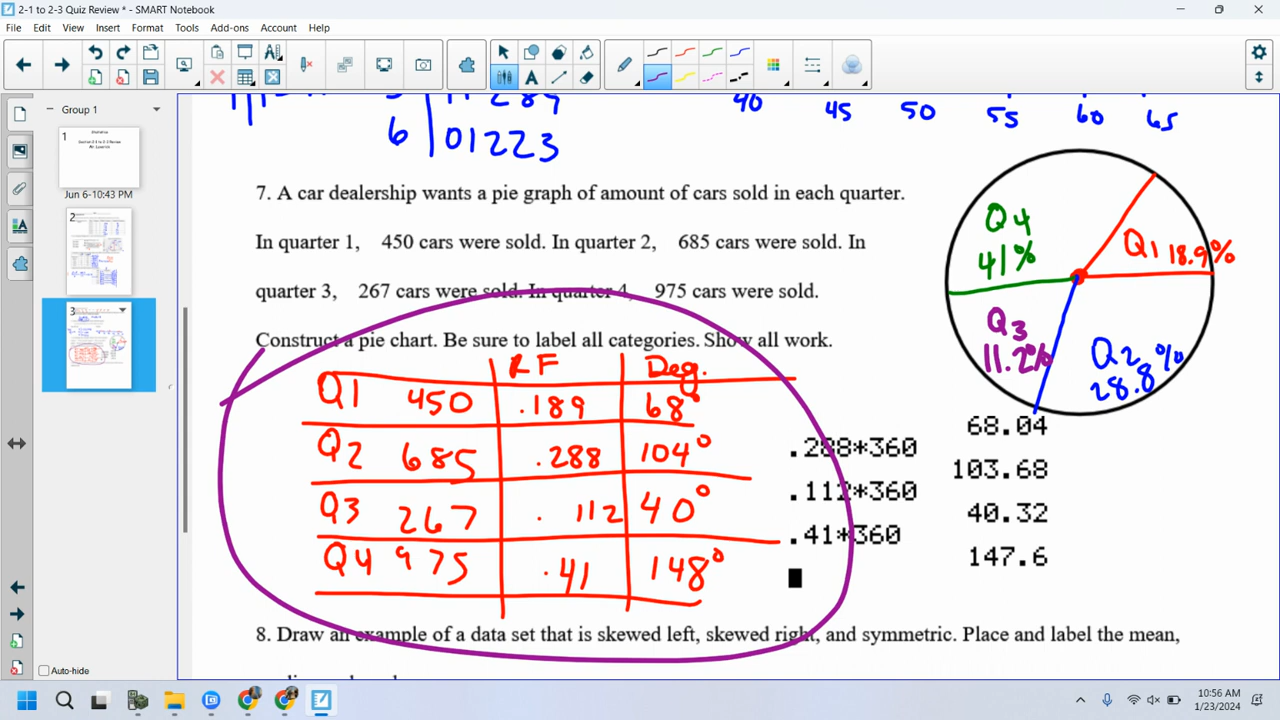 2-1 to 2-3 Quiz Review * - SMART Notebook
File Edit View Insert Format Tools Add-ons Account Help
Group 1
1
Jun 6-10:43 PM
2
3
Auto-hide
6 | 01223
40 45 50 55 60 65
7. A car dealership wants a pie graph of amount of cars sold in each quarter.
In quarter 1, 450 cars were sold. In quarter 2, 685 cars were sold. In
quarter 3, 267 cars were sold. In quarter 4, 975 cars were sold.
Construct a pie chart. Be sure to label all categories. Show all work.
RF Deg.
Q1 450 .189 68°
Q2 685 .288 104°
Q3 267 . 112 40°
Q4 975 .41 148°
Q4
41%
Q1 18.9%
Q3
11.2%
Q2
28.8%
68.04
.288*360
103.68
.112*360
40.32
.41*360
147.6
8. Draw an example of a data set that is skewed left, skewed right, and symmetric. Place and label the mean,
10:56 AM
1/23/2024